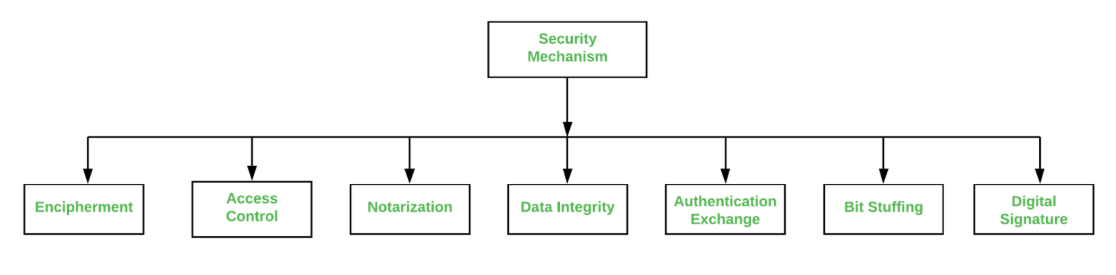 Security
Mechanism
Encipherment
Access
Control
Notarization
Data Integrity
Authentication
Exchange
Bit Stuffing
Digital
Signature